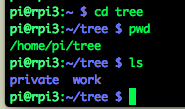 pi@rpi3:~ $ cd tree
pi@rpi3:~/tree $ pwd
/home/pi/tree
pi@rpi3:~/tree $ ls
private  work
pi@rpi3:~/tree $